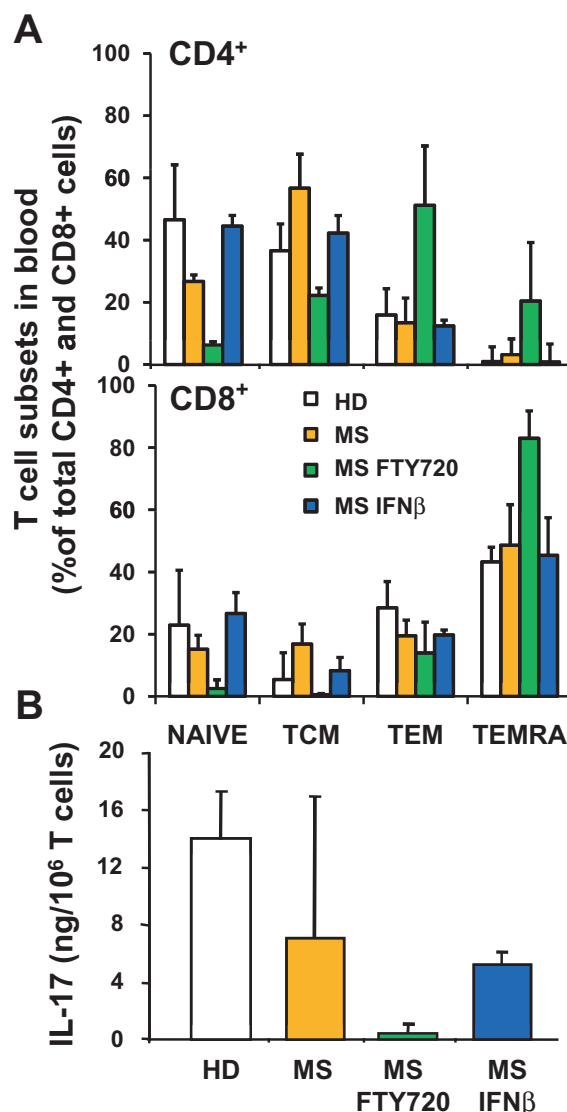 A
CD4⁺
T cell subsets in blood
(%of total CD4+ and CD8+ cells)
100
80
60
40
20
0
CD8⁺
100
80
60
40
20
0
HD
MS
MS FTY720
MS IFNβ
NAIVE TCM TEM TEMRA
B
IL-17 (ng/10⁶ T cells)
20
16
12
8
4
0
HD MS MS MS
FTY720 IFNβ